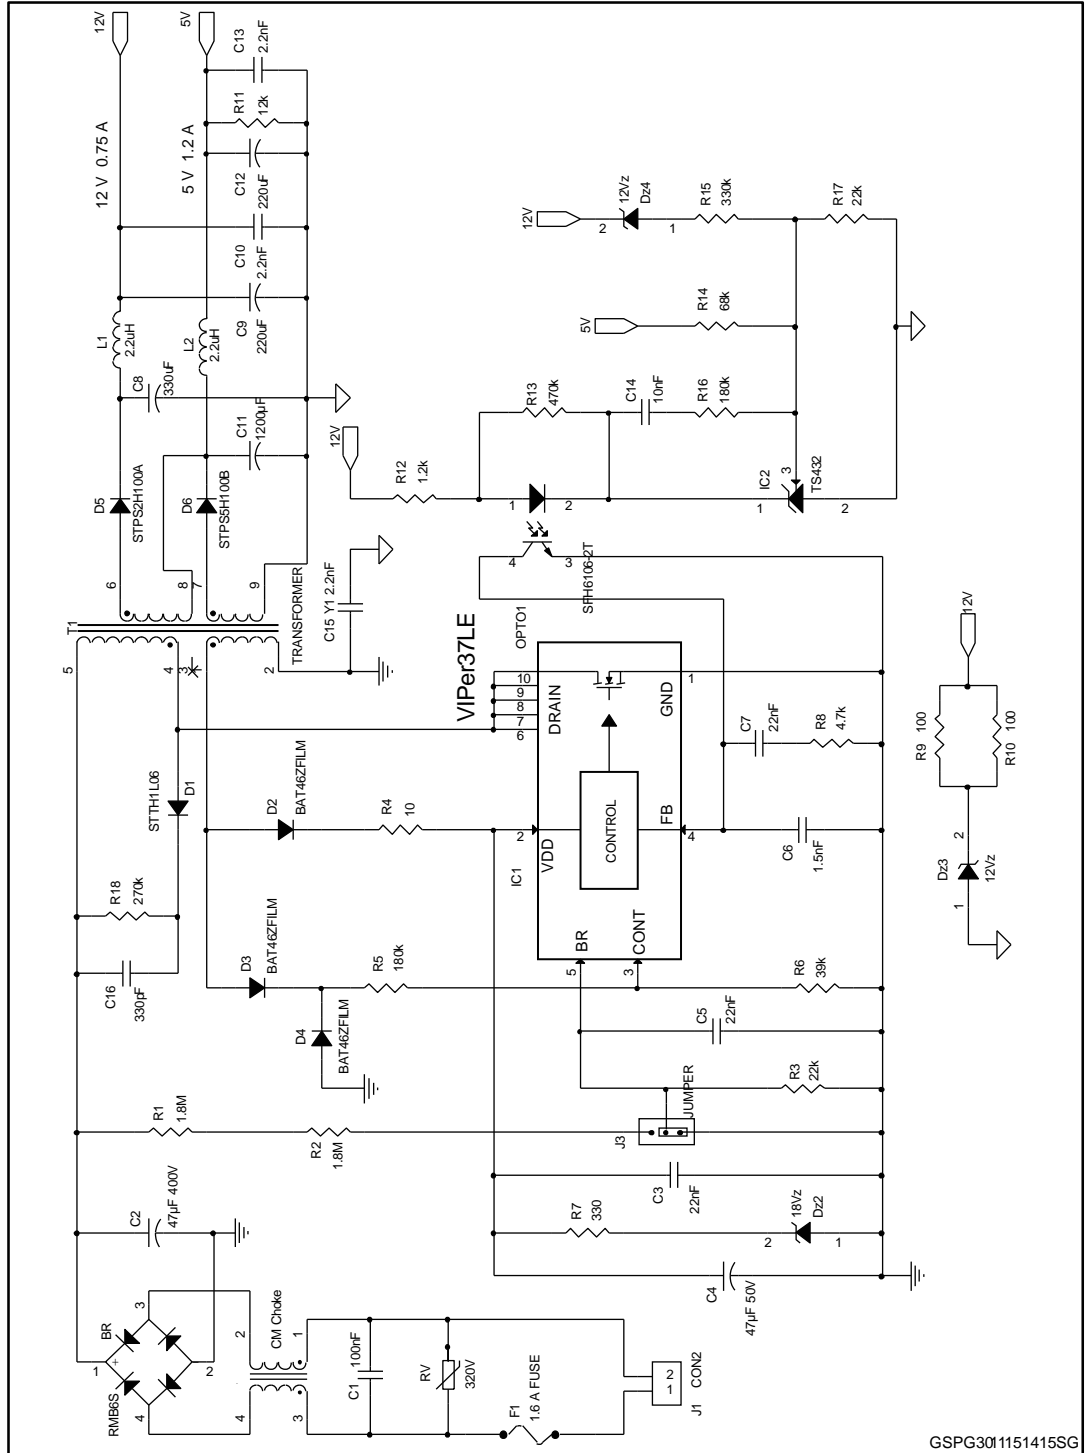 12V
5V
C13
2.2nF
R11
12k
12 V 0.75 A
5 V 1.2 A
C12
220uF
C10
2.2nF
C9
220uF
L1
2.2uH
L2
2.2uH
C8
330uF
C11
1200µF
D5
STPS2H100A
D6
STPS5H100B
6
8
7
9
T1
TRANSFORMER
5
4
3
2
C15 Y1 2.2nF
12V
R12
1.2k
R13
470k
C14
10nF
R16
180k
5V
R14
68k
12V
2
12Vz
Dz4
1
R15
330k
R17
22k
IC2
3
TS432
1
2
1
2
4
3
SFH6106-2T
OPTO1
VIPer37LE
10
9
8
7
6
DRAIN
GND
1
CONTROL
2
VDD
IC1
FB
4
BR
5
CONT
3
C7
22nF
R8
4.7k
C6
1.5nF
STTH1L06
D1
D2
BAT46ZFILM
R4
10
R18
270k
C16
330pF
D3
BAT46ZFILM
D4
BAT46ZFILM
R5
180k
R6
39k
C5
22nF
R3
22k
JUMPER
J3
R1
1.8M
R2
1.8M
C3
22nF
R7
330
18Vz
Dz2
2
1
C4
47µF 50V
C2
47µF 400V
BR
RMB6S
+
1
2
3
4
CM Choke
2
1
4
3
C1
100nF
RV
320V
F1
1.6 A FUSE
2
1
CON2
J1
12V
R9 100
R10 100
2
Dz3
12Vz
1
GSPG3011151415SG